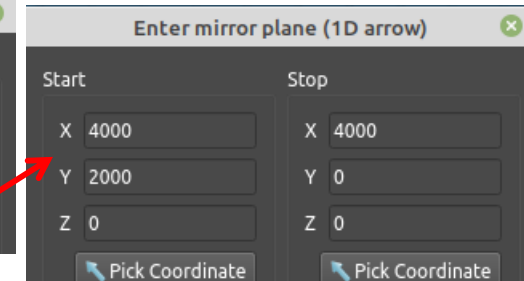 Enter mirror plane (1D arrow)
Start Stop
X 4000 X 4000
Y 2000 Y 0
Z 0 Z 0
Pick Coordinate Pick Coordinate